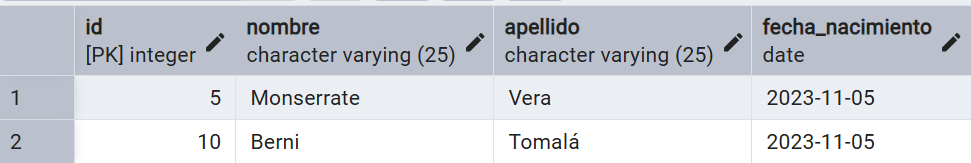 id nombre apellido fecha_nacimiento
[PK] integer character varying (25) character varying (25) date
1 5 Monserrate Vera 2023-11-05
2 10 Berni Tomalá 2023-11-05